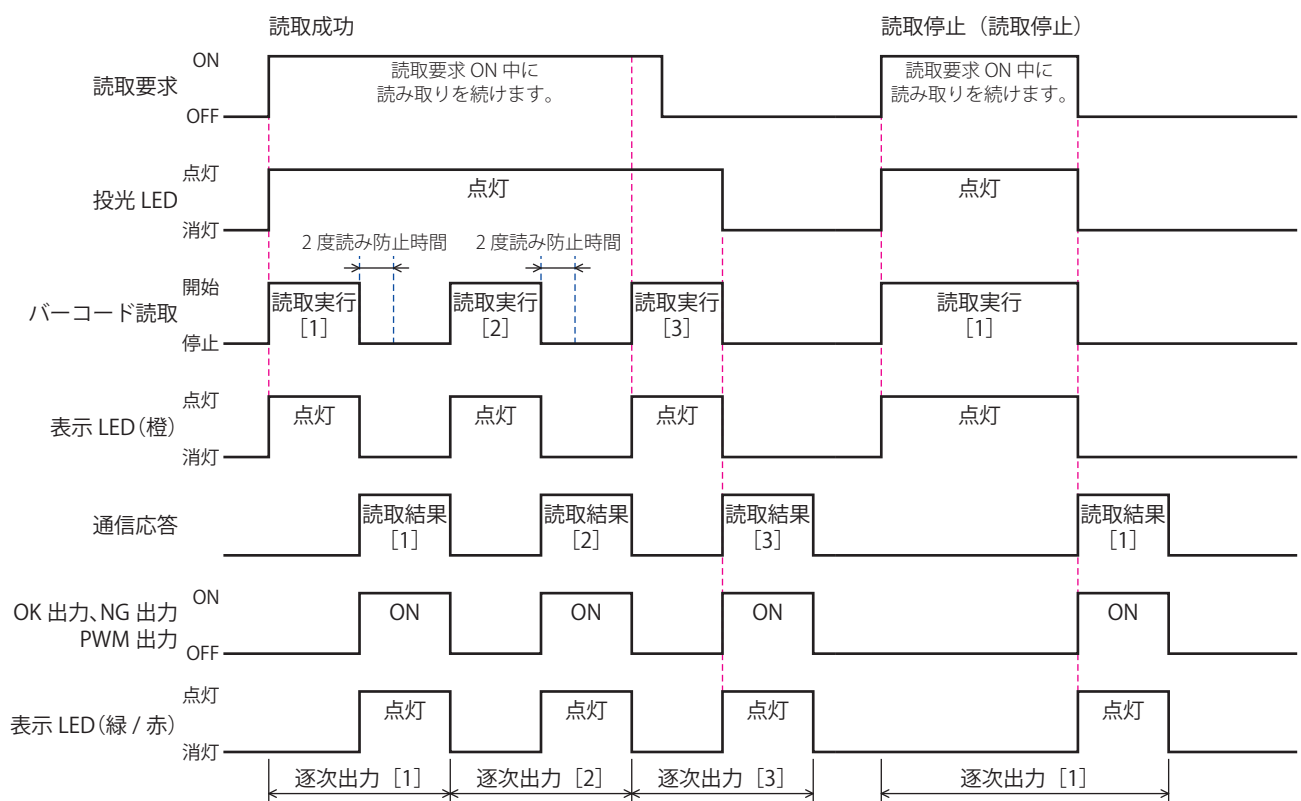 読取成功
読取停止（読取停止）
読取要求
ON
OFF
読取要求 ON 中に
読み取りを続けます。
読取要求 ON 中に
読み取りを続けます。
投光 LED
点灯
消灯
点灯
点灯
2 度読み防止時間
2 度読み防止時間
バーコード読取
開始
停止
読取実行
［1］
読取実行
［2］
読取実行
［3］
読取実行
［1］
表示 LED（橙）
点灯
消灯
点灯
点灯
点灯
点灯
通信応答
読取結果
［1］
読取結果
［2］
読取結果
［3］
読取結果
［1］
OK 出力、NG 出力
PWM 出力
ON
OFF
ON
ON
ON
ON
表示 LED（緑 / 赤）
点灯
消灯
点灯
点灯
点灯
点灯
逐次出力［1］
逐次出力［2］
逐次出力［3］
逐次出力［1］